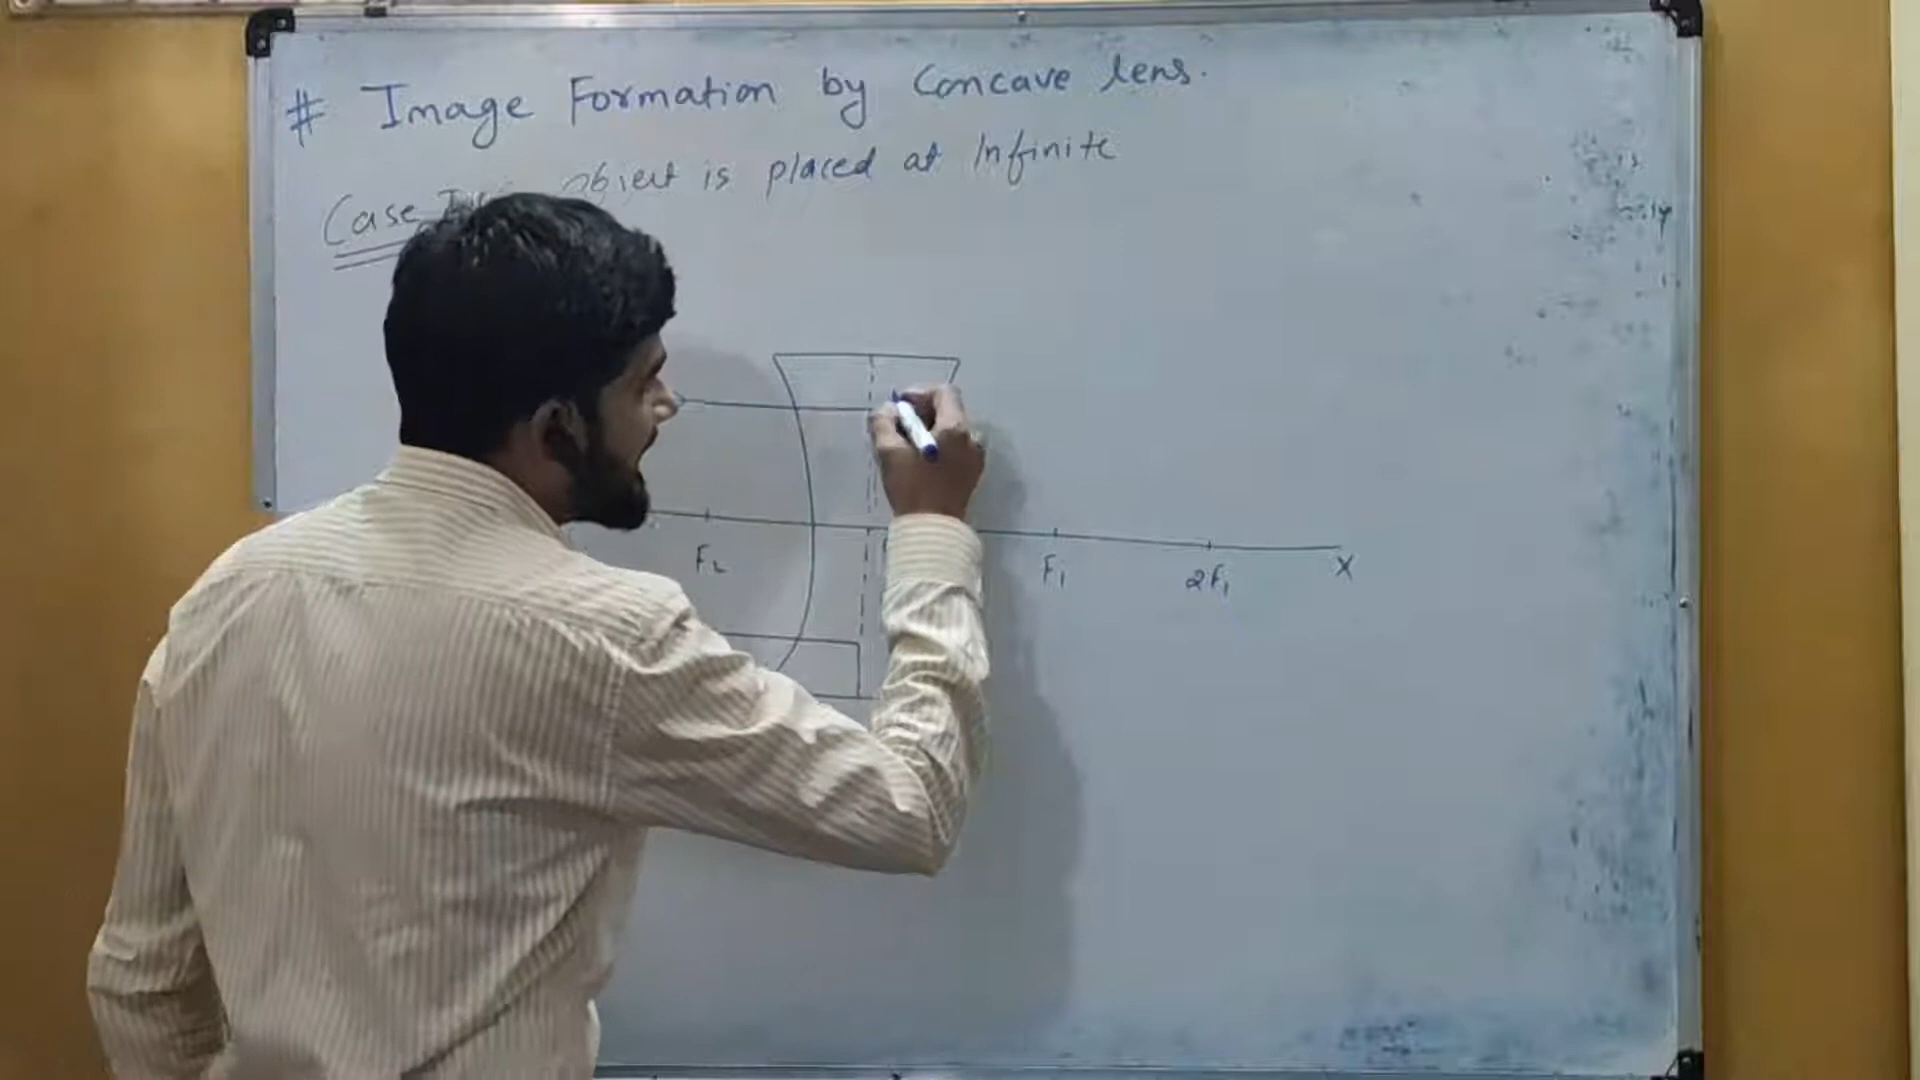 # Image Formation by Concave lens.
Case object is placed at Infinite
F₂ F₁ 2F₁ X